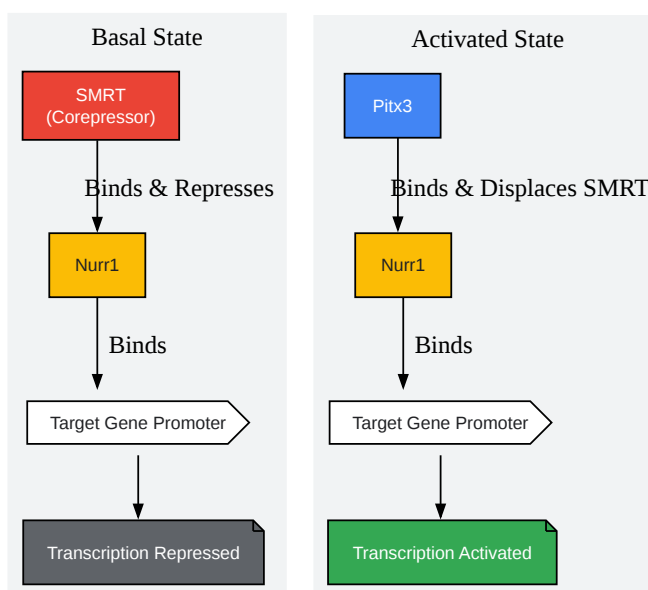 Basal State
SMRT
(Corepressor)
Binds & Represses
Nurr1
Binds
Target Gene Promoter
Transcription Repressed
Activated State
Pitx3
Binds & Displaces SMRT
Nurr1
Binds
Target Gene Promoter
Transcription Activated